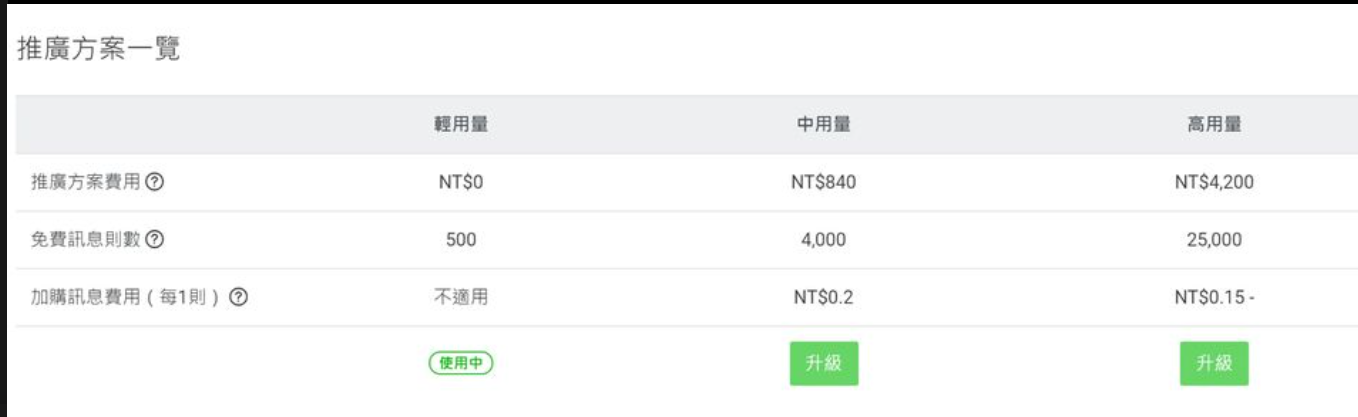 推廣方案一覽
輕用量 中用量 高用量
推廣方案費用 ? NT$0 NT$840 NT$4,200
免費訊息則數 ? 500 4,000 25,000
加購訊息費用（每1則） ? 不適用 NT$0.2 NT$0.15 -
使用中 升級 升級